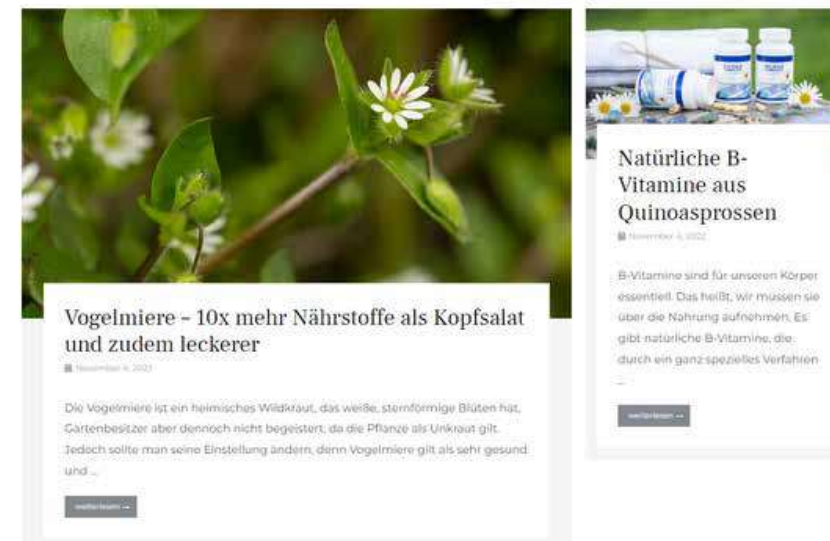 Vogelmiere – 10x mehr Nährstoffe als Kopfsalat
und zudem leckerer
November 4, 2022
Die Vogelmiere ist ein heimisches Wildkraut, das weiße, sternförmige Blüten hat,
Gartenbesitzer aber dennoch nicht begeistert, da die Pflanze als Unkraut gilt.
Jedoch sollte man seine Einstellung ändern, denn Vogelmiere gilt als sehr gesund
und ...
weiterlesen →
Natürliche B-
Vitamine aus
Quinoasprossen
November 4, 2022
B-Vitamine sind für unseren Körper
essentiell. Das heißt, wir müssen sie
über die Nahrung aufnehmen. Es
gibt natürliche B-Vitamine, die
durch ein ganz spezielles Verfahren
...
weiterlesen →